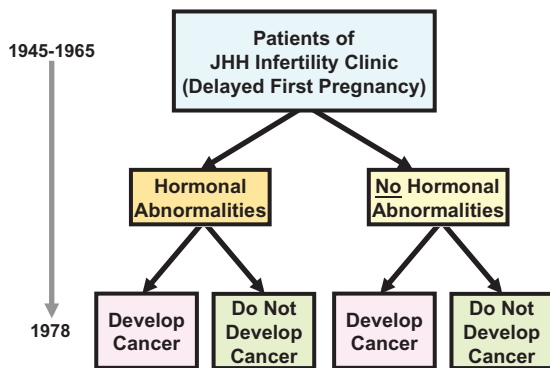 1945-1965
Patients of
JHH Infertility Clinic
(Delayed First Pregnancy)
Hormonal
Abnormalities
No Hormonal
Abnormalities
Develop
Cancer
Do Not
Develop
Cancer
Develop
Cancer
Do Not
Develop
Cancer
1978